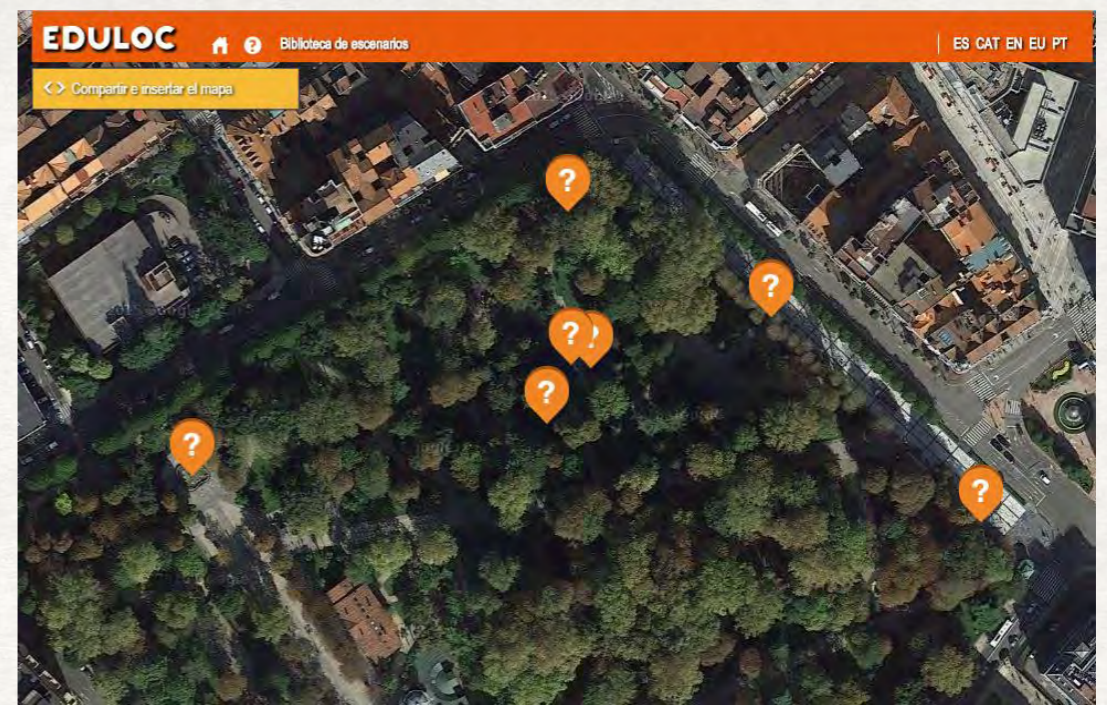 EDULOC
Biblioteca de escenarios
ES CAT EN EU PT
<> Compartir e insertar el mapa
?
?
?
?
?
?
?